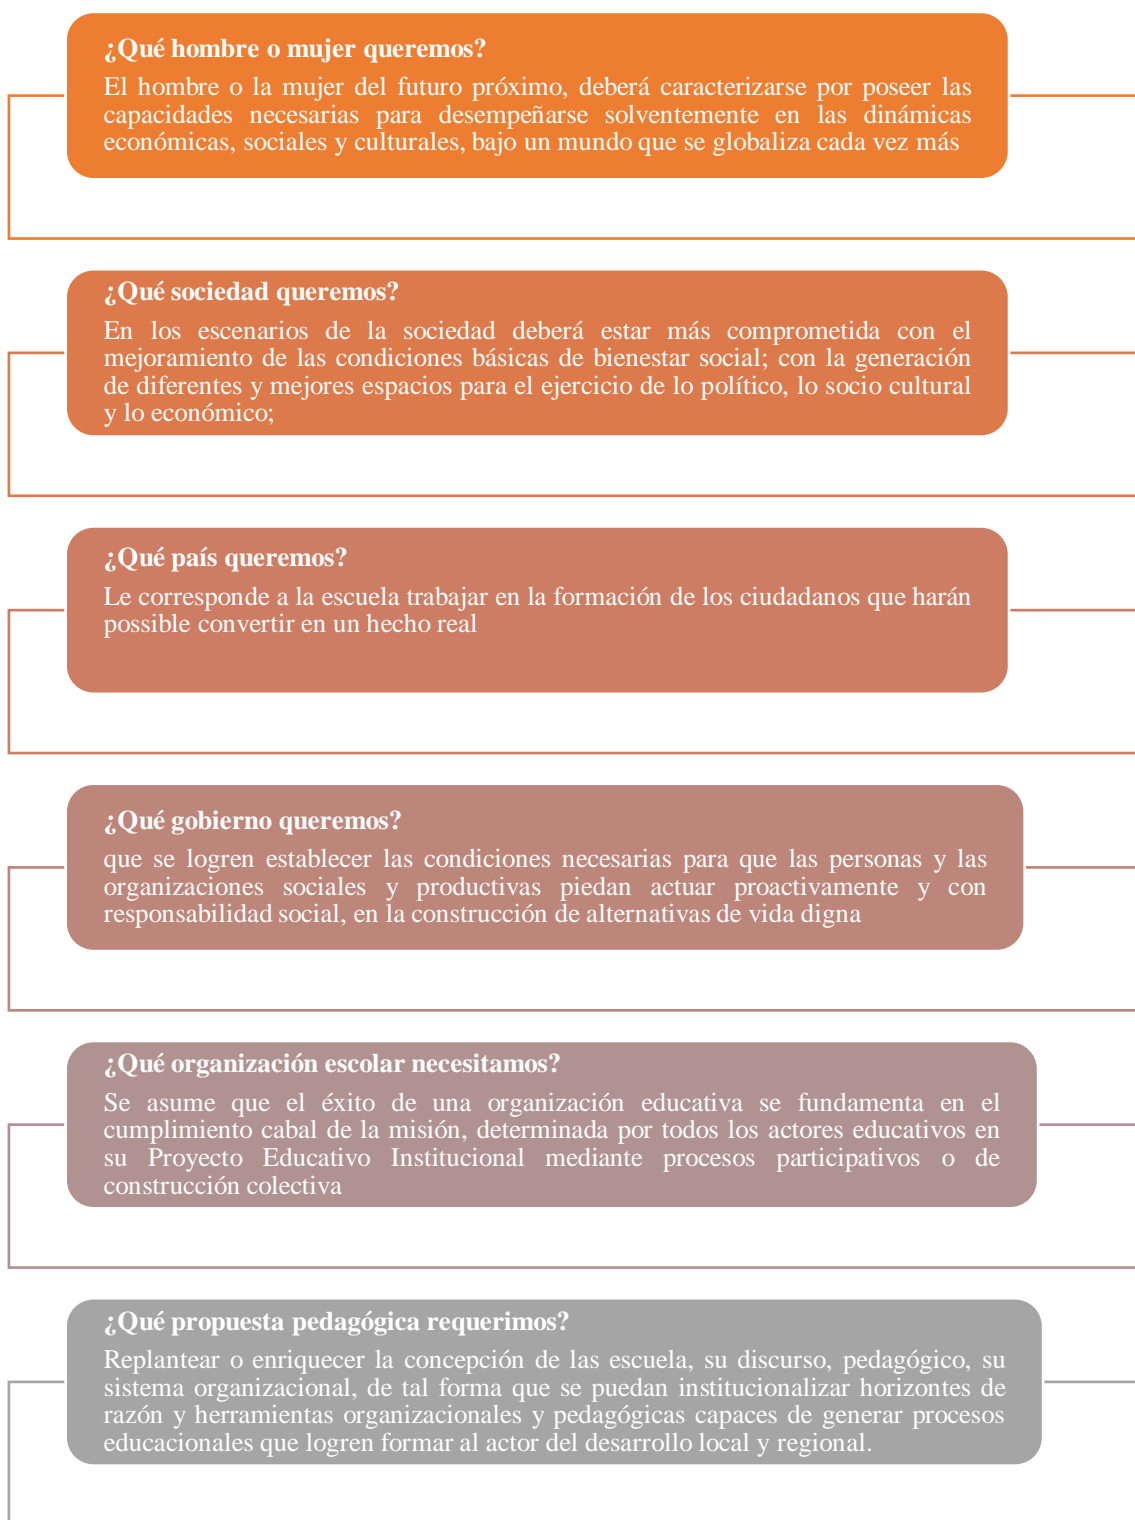 ¿Qué hombre o mujer queremos?
El hombre o la mujer del futuro próximo, deberá caracterizarse por poseer las
capacidades necesarias para desempeñarse solventemente en las dinámicas
económicas, sociales y culturales, bajo un mundo que se globaliza cada vez más
¿Qué sociedad queremos?
En los escenarios de la sociedad deberá estar más comprometida con el
mejoramiento de las condiciones básicas de bienestar social; con la generación
de diferentes y mejores espacios para el ejercicio de lo político, lo socio cultural
y lo económico;
¿Qué país queremos?
Le corresponde a la escuela trabajar en la formación de los ciudadanos que harán
possible convertir en un hecho real
¿Qué gobierno queremos?
que se logren establecer las condiciones necesarias para que las personas y las
organizaciones sociales y productivas piedan actuar proactivamente y con
responsabilidad social, en la construcción de alternativas de vida digna
¿Qué organización escolar necesitamos?
Se asume que el éxito de una organización educativa se fundamenta en el
cumplimiento cabal de la misión, determinada por todos los actores educativos en
su Proyecto Educativo Institucional mediante procesos participativos o de
construcción colectiva
¿Qué propuesta pedagógica requerimos?
Replantear o enriquecer la concepción de las escuela, su discurso, pedagógico, su
sistema organizacional, de tal forma que se puedan institucionalizar horizontes de
razón y herramientas organizacionales y pedagógicas capaces de generar procesos
educacionales que logren formar al actor del desarrollo local y regional.